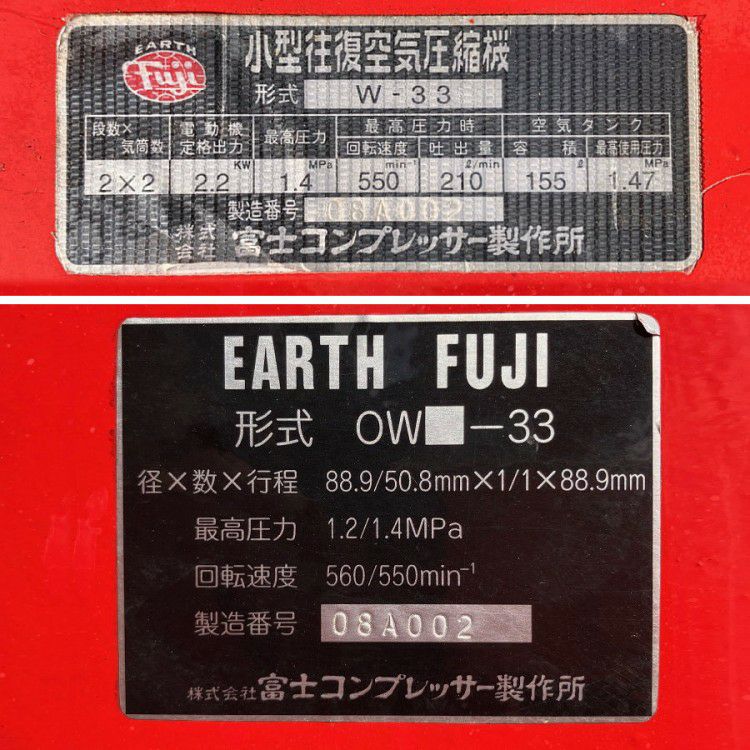 EARTH
Fuji
小型往復空気圧縮機
形式 W-33
段数×気筒数 電動機定格出力 最高圧力 最高圧力時 空気タンク
回転速度 吐出量 容積 最高使用圧力
KW MPa min⁻¹ ℓ/min ℓ MPa
2×2 2.2 1.4 550 210 155 1.47
製造番号 08A002
株式会社 富士コンプレッサー製作所
EARTH FUJI
形式 OW■-33
径×数×行程 88.9/50.8mm×1/1×88.9mm
最高圧力 1.2/1.4MPa
回転速度 560/550min⁻¹
製造番号 08A002
株式会社 富士コンプレッサー製作所